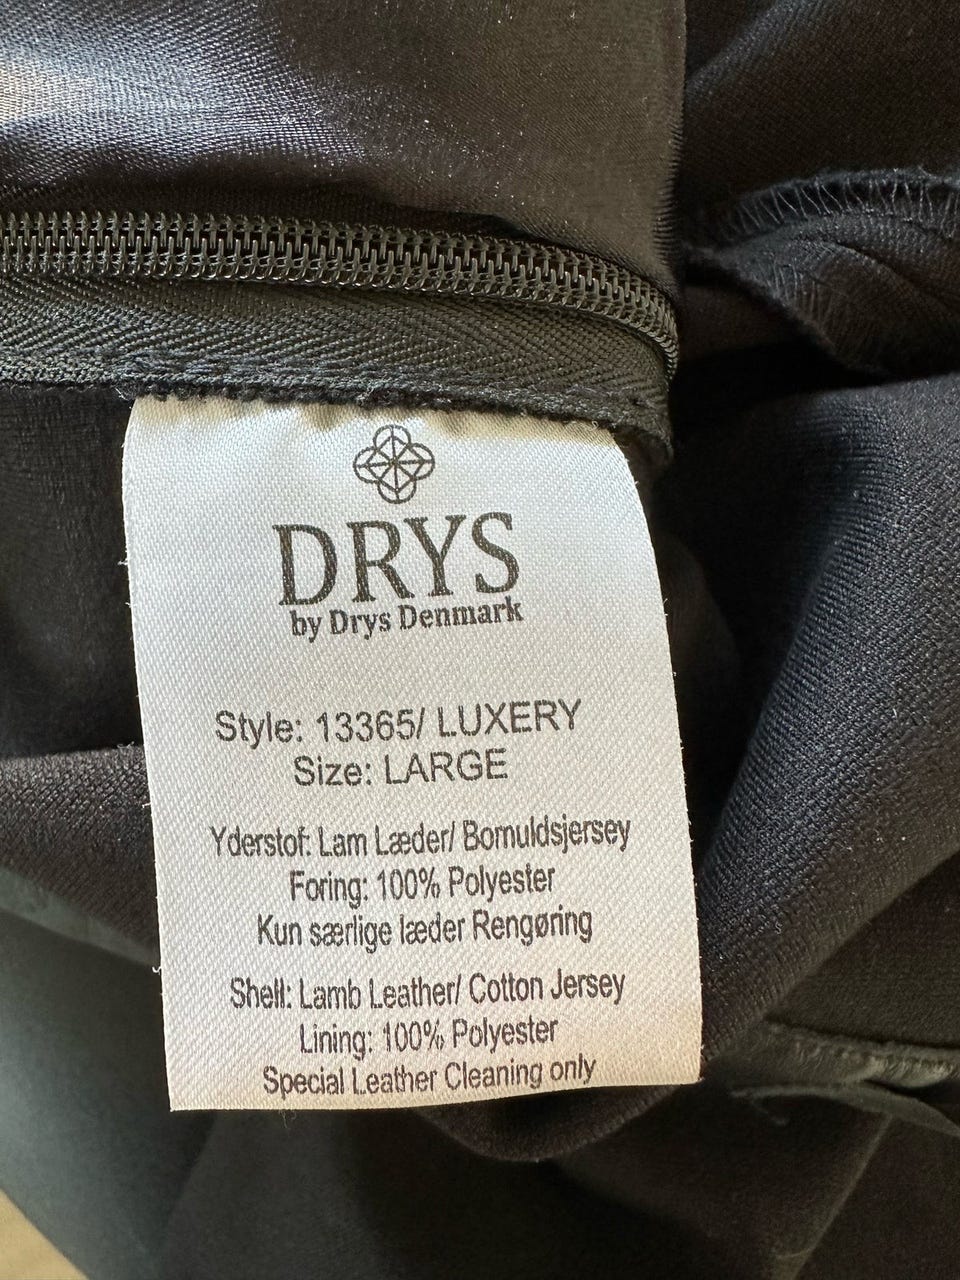 DRYS
by Drys Denmark
Style: 13365/ LUXERY
Size: LARGE
Yderstof: Lam Læder/ Bomuldsjersey
Foring: 100% Polyester
Kun særlige læder Rengøring
Shell: Lamb Leather/ Cotton Jersey
Lining: 100% Polyester
Special Leather Cleaning only